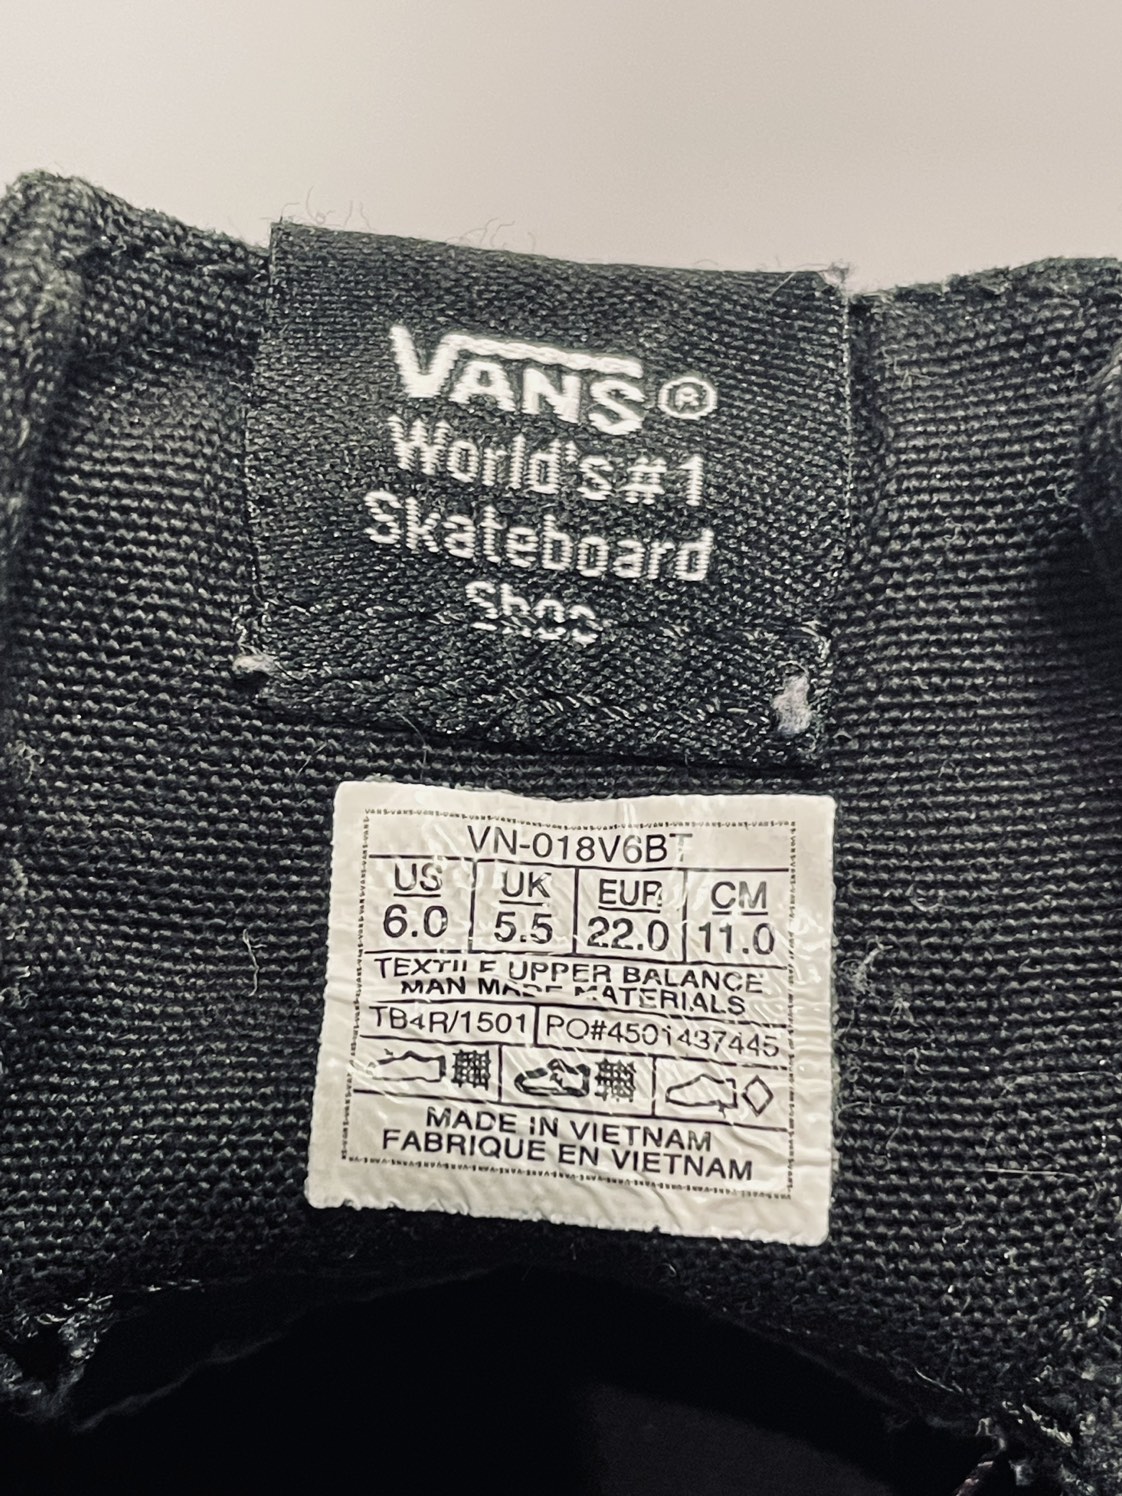 VANS®
World's #1
Skateboard
Shoe
VN-018V6BT
US UK EUR CM
6.0 5.5 22.0 11.0
TEXTILE UPPER BALANCE
MAN MADE MATERIALS
TB4R/1501 PO#4501437445
MADE IN VIETNAM
FABRIQUE EN VIETNAM